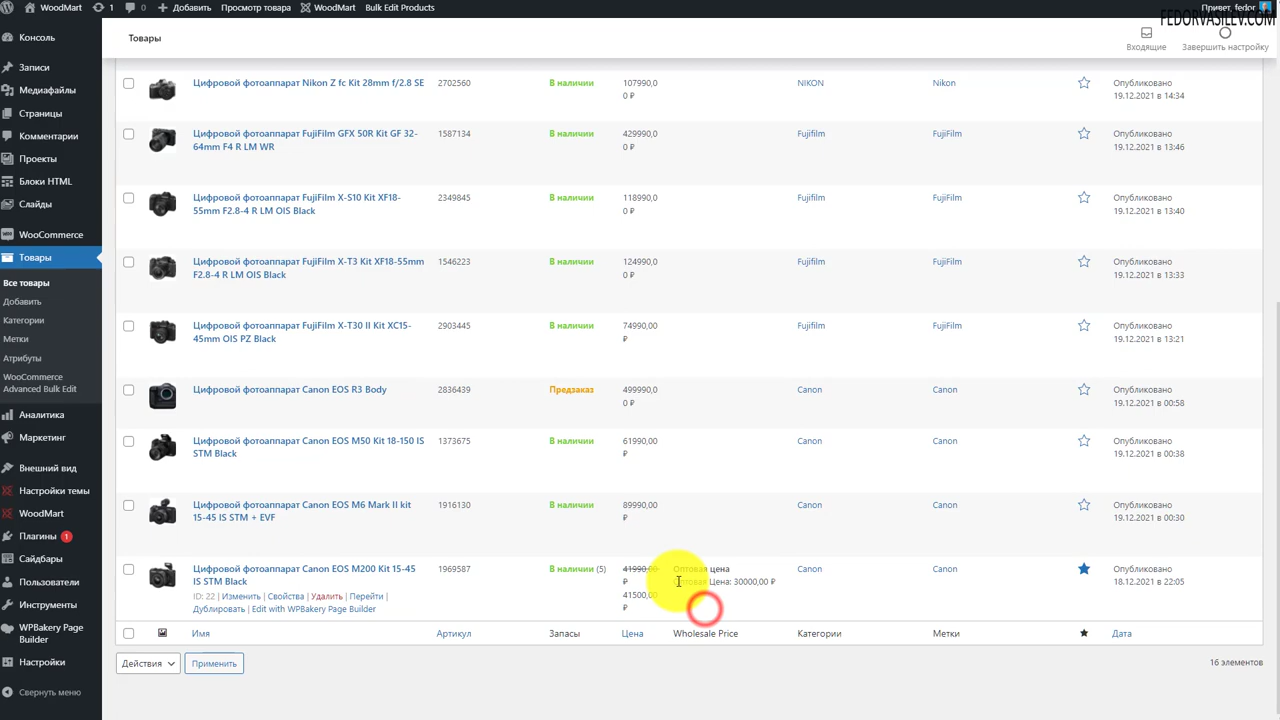 WoodMart
1
0
Добавить
Просмотр товара
WoodMart
Bulk Edit Products
Привет, fedor
FEDORVASILEV.COM
Консоль
Записи
Медиафайлы
Страницы
Комментарии
Проекты
Блоки HTML
Слайды
WooCommerce
Товары
Все товары
Добавить
Категории
Метки
Атрибуты
WooCommerce
Advanced Bulk Edit
Аналитика
Маркетинг
Внешний вид
Настройки темы
WoodMart
Плагины 1
Сайдбары
Пользователи
Инструменты
WPBakery Page
Builder
Настройки
Свернуть меню
Товары
Входящие
Завершить настройку
Цифровой фотоаппарат Nikon Z fc Kit 28mm f/2.8 SE 2702560 В наличии 107990,0 NIKON Nikon Опубликовано
0 ₽ 19.12.2021 в 14:34
Цифровой фотоаппарат FujiFilm GFX 50R Kit GF 32- 1587134 В наличии 429990,0 Fujifilm FujiFilm Опубликовано
64mm F4 R LM WR 0 ₽ 19.12.2021 в 13:46
Цифровой фотоаппарат FujiFilm X-S10 Kit XF18- 2349845 В наличии 118990,0 Fujifilm FujiFilm Опубликовано
55mm F2.8-4 R LM OIS Black 0 ₽ 19.12.2021 в 13:40
Цифровой фотоаппарат FujiFilm X-T3 Kit XF18-55mm 1546223 В наличии 124990,0 Fujifilm FujiFilm Опубликовано
F2.8-4 R LM OIS Black 0 ₽ 19.12.2021 в 13:33
Цифровой фотоаппарат FujiFilm X-T30 II Kit XC15- 2903445 В наличии 74990,00 Fujifilm FujiFilm Опубликовано
45mm OIS PZ Black ₽ 19.12.2021 в 13:21
Цифровой фотоаппарат Canon EOS R3 Body 2836439 Предзаказ 499990,0 Canon Canon Опубликовано
0 ₽ 19.12.2021 в 00:58
Цифровой фотоаппарат Canon EOS M50 Kit 18-150 IS 1373675 В наличии 61990,00 Canon Canon Опубликовано
STM Black ₽ 19.12.2021 в 00:38
Цифровой фотоаппарат Canon EOS M6 Mark II kit 1916130 В наличии 89990,00 Canon Canon Опубликовано
15-45 IS STM + EVF ₽ 19.12.2021 в 00:30
Цифровой фотоаппарат Canon EOS M200 Kit 15-45 1969587 В наличии (5) 41990,00 Оптовая цена Canon Canon Опубликовано
IS STM Black ₽ Оптовая Цена: 30000,00 ₽ 18.12.2021 в 22:05
ID: 22 | Изменить | Свойства | Удалить | Перейти | 41500,00
Дублировать | Edit with WPBakery Page Builder ₽
Имя Артикул Запасы Цена Wholesale Price Категории Метки Дата
Действия Применить 16 элементов